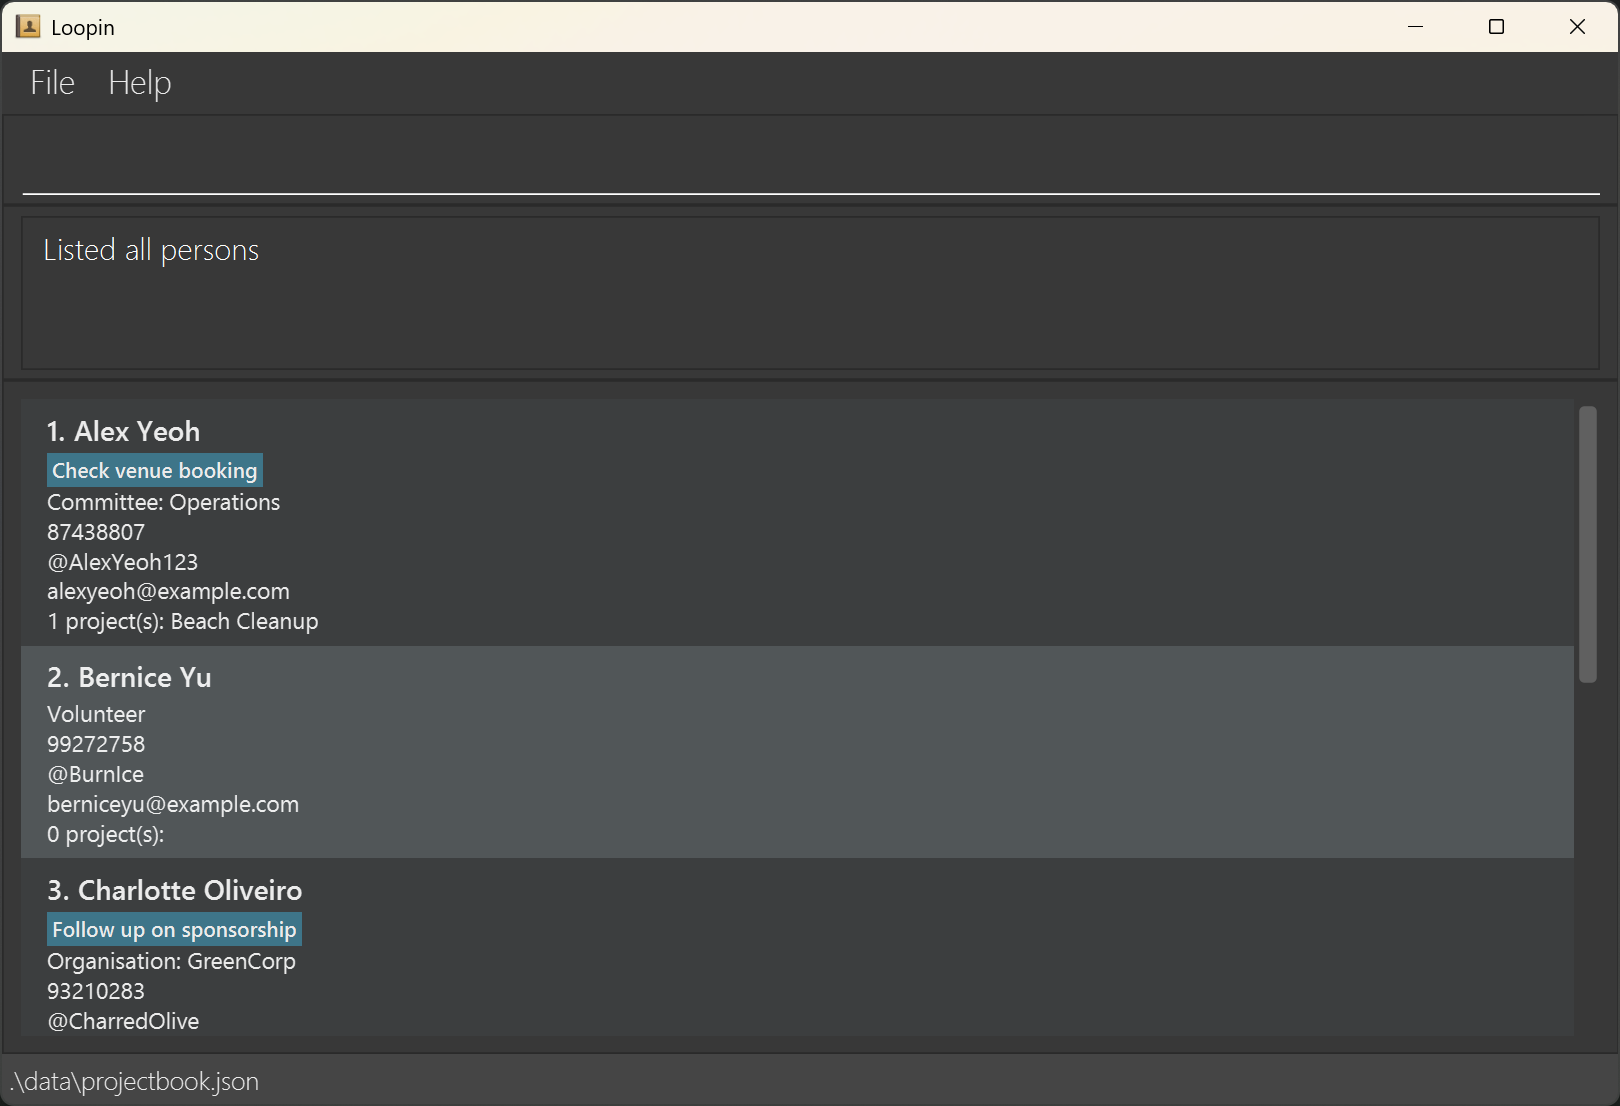 Loopin
File Help
Listed all persons
1. Alex Yeoh
Check venue booking
Committee: Operations
87438807
@AlexYeoh123
alexyeoh@example.com
1 project(s): Beach Cleanup
2. Bernice Yu
Volunteer
99272758
@BurnIce
berniceyu@example.com
0 project(s):
3. Charlotte Oliveiro
Follow up on sponsorship
Organisation: GreenCorp
93210283
@CharredOlive
.\data\projectbook.json